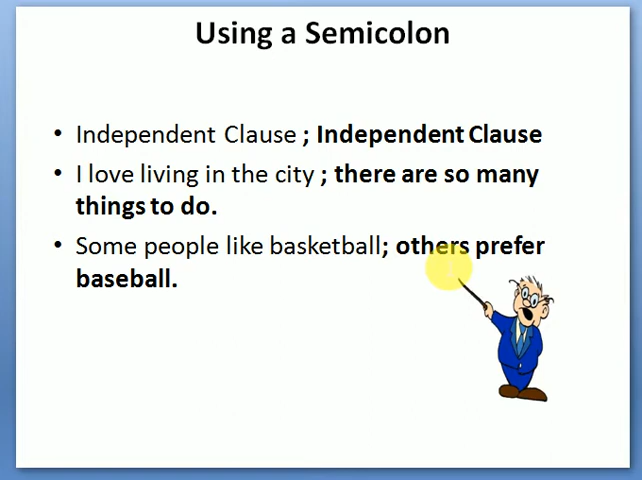 Using a Semicolon
• Independent Clause ; Independent Clause
• I love living in the city ; there are so many
things to do.
• Some people like basketball; others prefer
baseball.